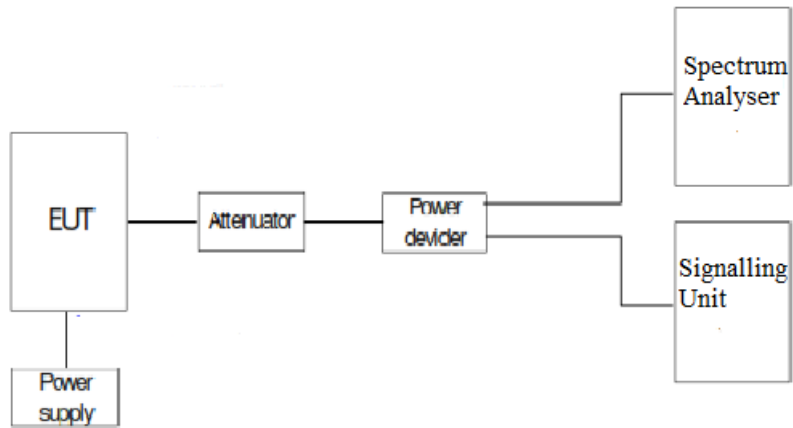 Spectrum
Analyser
EUT
Attenuator
Power
devider
Signalling
Unit
Power
supply